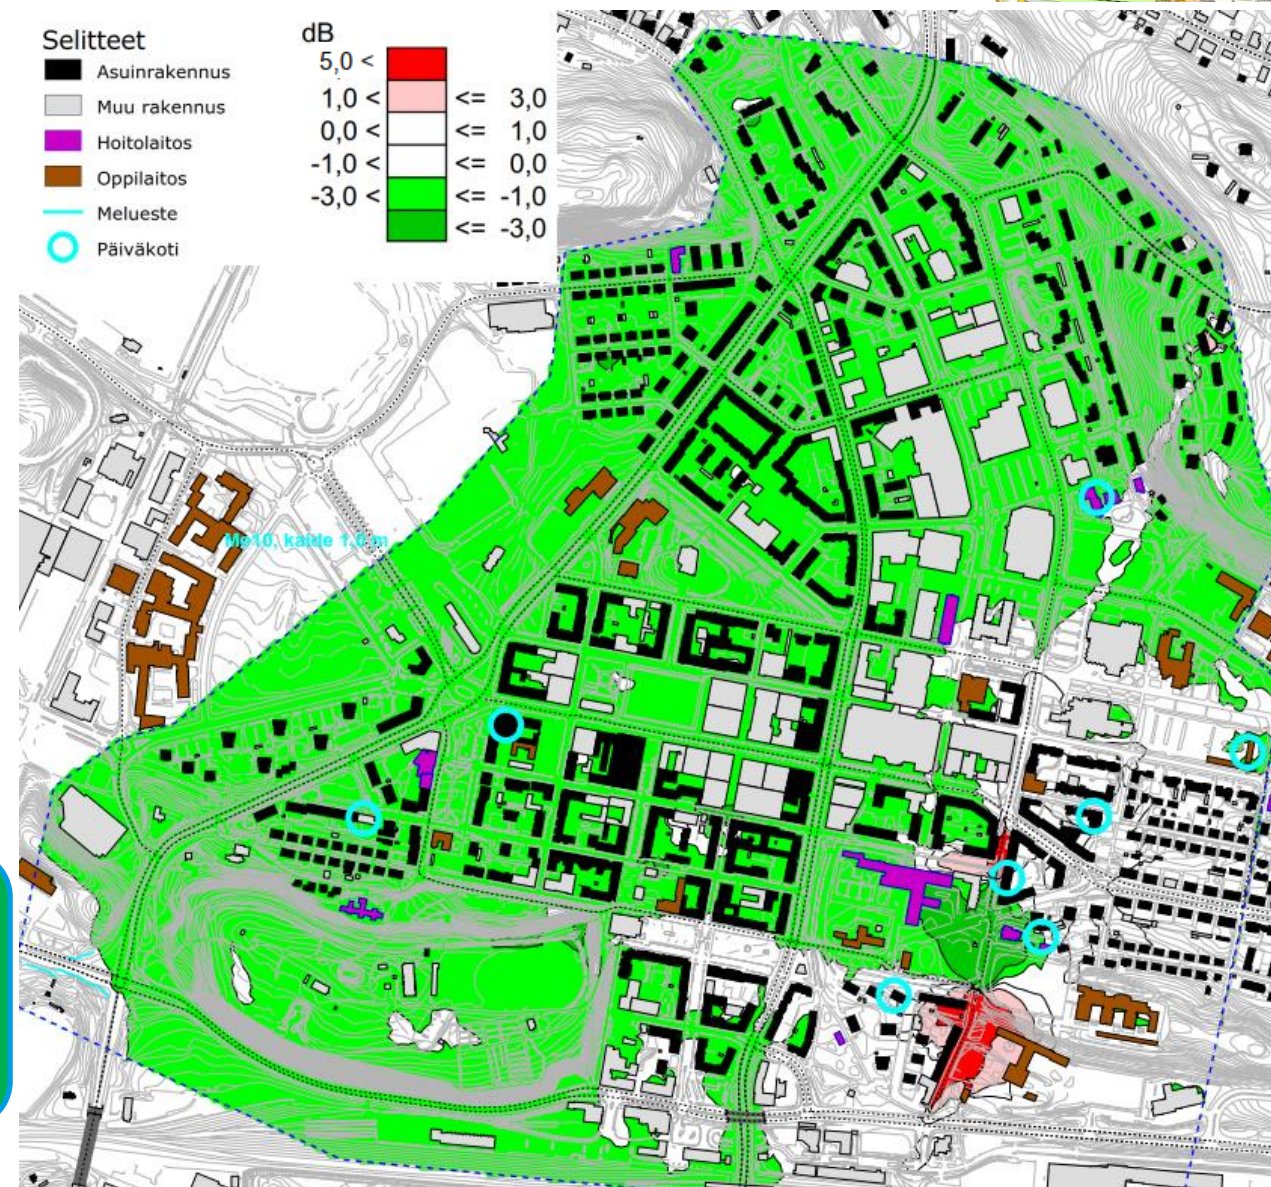 Selitteet
Asuinrakennus
Muu rakennus
Hoitolaitos
Oppilaitos
Melueste
Päiväkoti
dB
5,0 <
1,0 < <= 3,0
0,0 < <= 1,0
-1,0 < <= 0,0
-3,0 < <= -1,0
<= -3,0
kaide 1,0 m